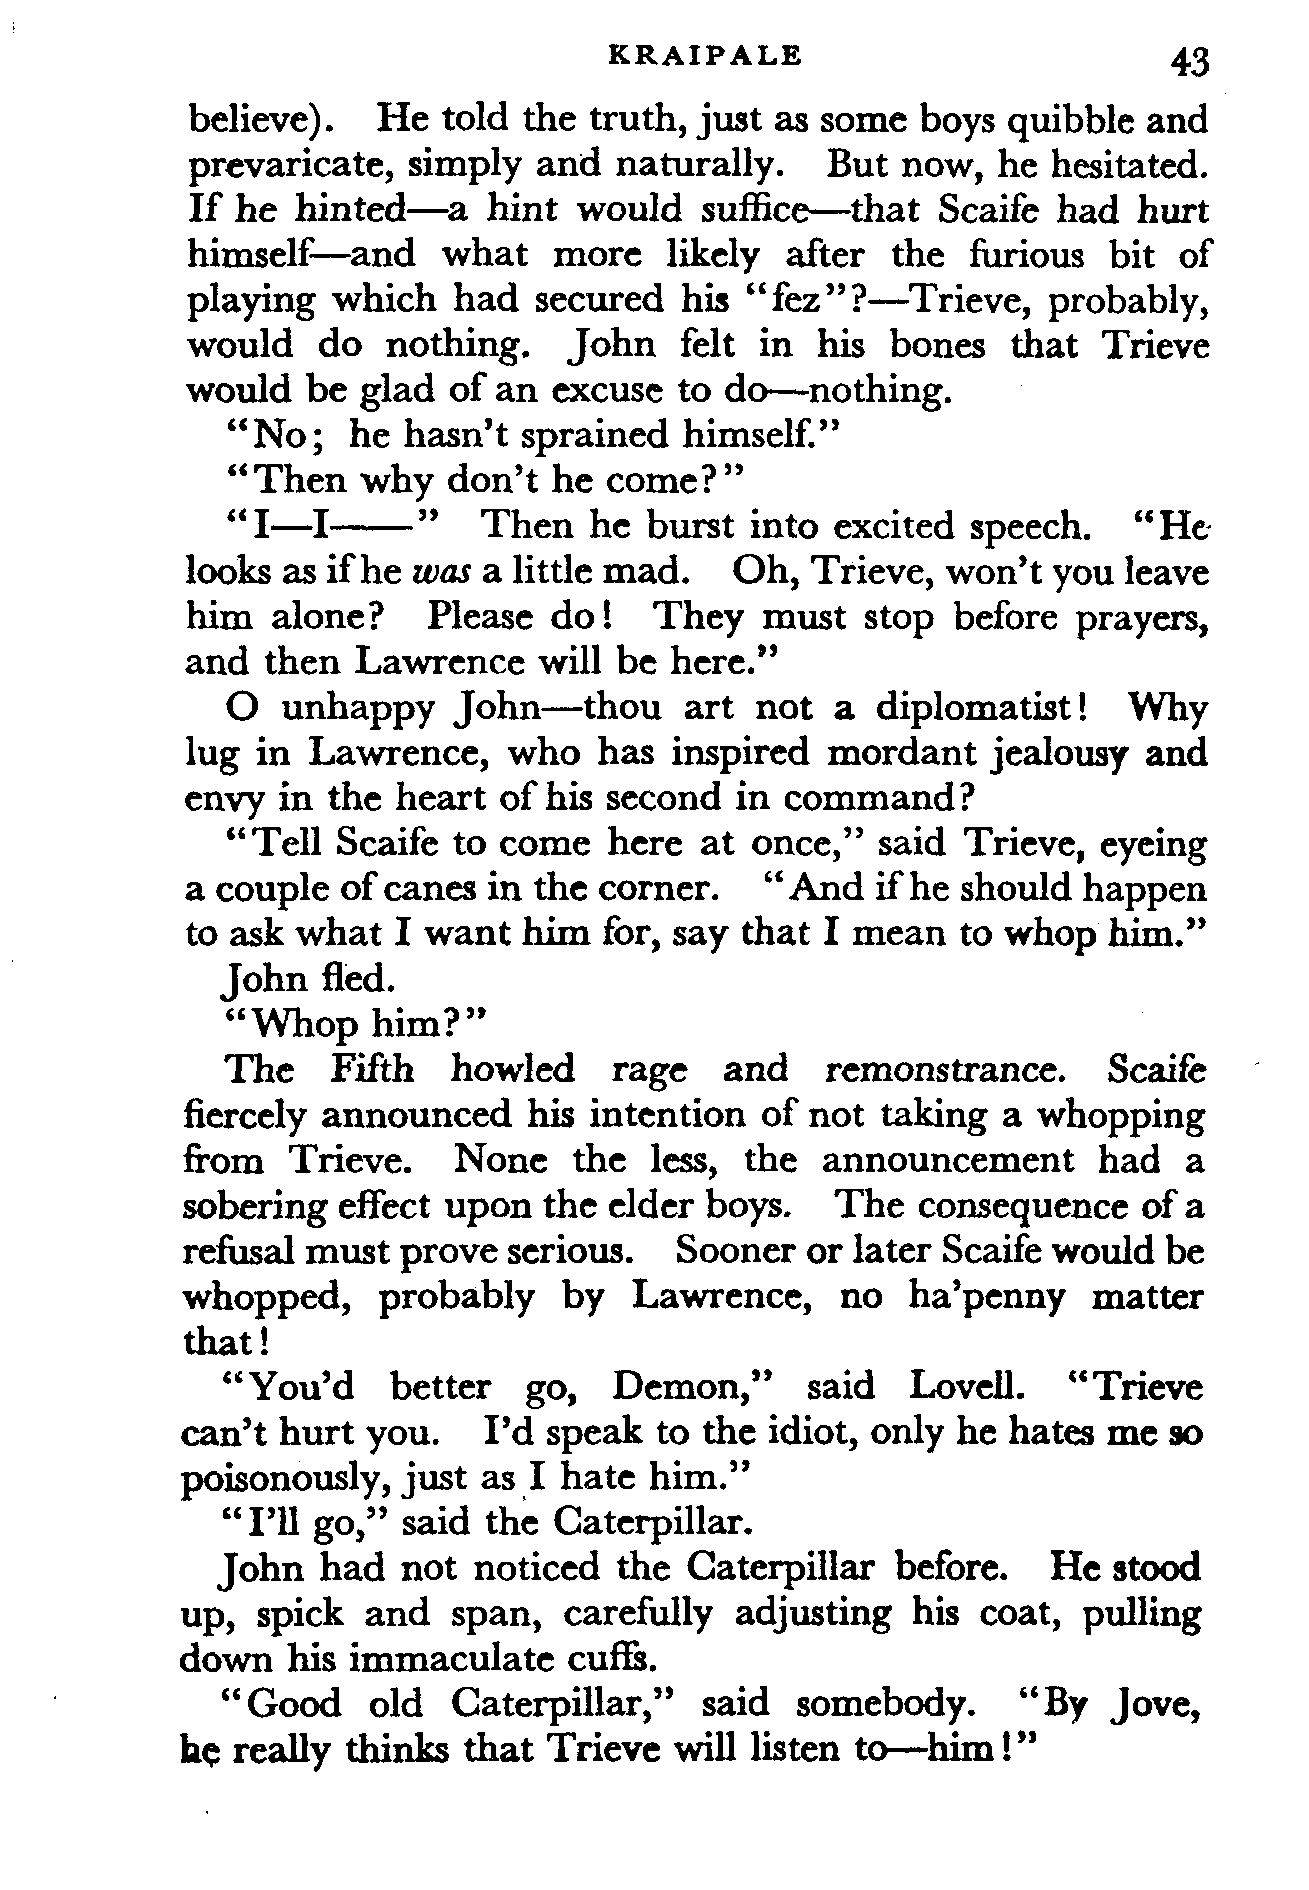 KRAIPALE 43
believe). He told the truth, just as some boys quibble and
prevaricate, simply and naturally. But now, he hesitated.
If he hinted—a hint would suffice—that Scaife had hurt
himself—and what more likely after the furious bit of
playing which had secured his “fez”?—Trieve, probably,
would do nothing. John felt in his bones that Trieve
would be glad of an excuse to do—nothing.
“No; he hasn’t sprained himself.”
“Then why don’t he come?”
“I—I——” Then he burst into excited speech. “He
looks as if he was a little mad. Oh, Trieve, won’t you leave
him alone? Please do! They must stop before prayers,
and then Lawrence will be here.”
O unhappy John—thou art not a diplomatist! Why
lug in Lawrence, who has inspired mordant jealousy and
envy in the heart of his second in command?
“Tell Scaife to come here at once,” said Trieve, eyeing
a couple of canes in the corner. “And if he should happen
to ask what I want him for, say that I mean to whop him.”
John fled.
“Whop him?”
The Fifth howled rage and remonstrance. Scaife
fiercely announced his intention of not taking a whopping
from Trieve. None the less, the announcement had a
sobering effect upon the elder boys. The consequence of a
refusal must prove serious. Sooner or later Scaife would be
whopped, probably by Lawrence, no ha’penny matter
that!
“You’d better go, Demon,” said Lovell. “Trieve
can’t hurt you. I’d speak to the idiot, only he hates me so
poisonously, just as I hate him.”
“I’ll go,” said the Caterpillar.
John had not noticed the Caterpillar before. He stood
up, spick and span, carefully adjusting his coat, pulling
down his immaculate cuffs.
“Good old Caterpillar,” said somebody. “By Jove,
he really thinks that Trieve will listen to—him!”